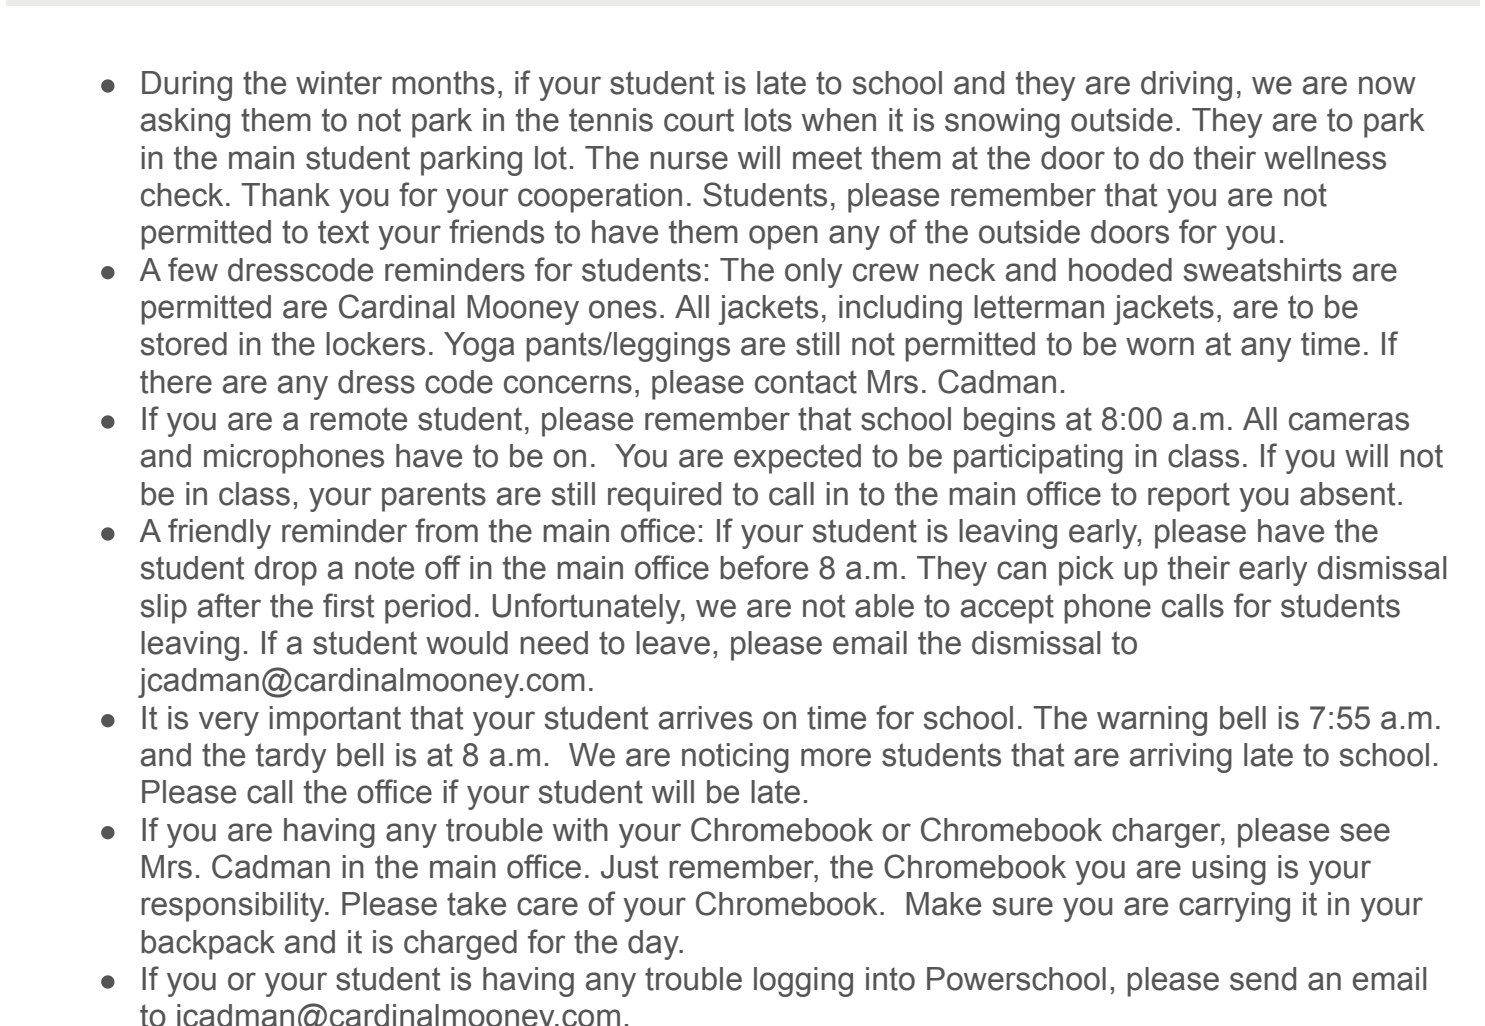 ● During the winter months, if your student is late to school and they are driving, we are now
asking them to not park in the tennis court lots when it is snowing outside. They are to park
in the main student parking lot. The nurse will meet them at the door to do their wellness
check. Thank you for your cooperation. Students, please remember that you are not
permitted to text your friends to have them open any of the outside doors for you.
● A few dresscode reminders for students: The only crew neck and hooded sweatshirts are
permitted are Cardinal Mooney ones. All jackets, including letterman jackets, are to be
stored in the lockers. Yoga pants/leggings are still not permitted to be worn at any time. If
there are any dress code concerns, please contact Mrs. Cadman.
● If you are a remote student, please remember that school begins at 8:00 a.m. All cameras
and microphones have to be on.  You are expected to be participating in class. If you will not
be in class, your parents are still required to call in to the main office to report you absent.
● A friendly reminder from the main office: If your student is leaving early, please have the
student drop a note off in the main office before 8 a.m. They can pick up their early dismissal
slip after the first period. Unfortunately, we are not able to accept phone calls for students
leaving. If a student would need to leave, please email the dismissal to
jcadman@cardinalmooney.com.
● It is very important that your student arrives on time for school. The warning bell is 7:55 a.m.
and the tardy bell is at 8 a.m.  We are noticing more students that are arriving late to school.
Please call the office if your student will be late.
● If you are having any trouble with your Chromebook or Chromebook charger, please see
Mrs. Cadman in the main office. Just remember, the Chromebook you are using is your
responsibility. Please take care of your Chromebook.  Make sure you are carrying it in your
backpack and it is charged for the day.
● If you or your student is having any trouble logging into Powerschool, please send an email
to jcadman@cardinalmooney.com.